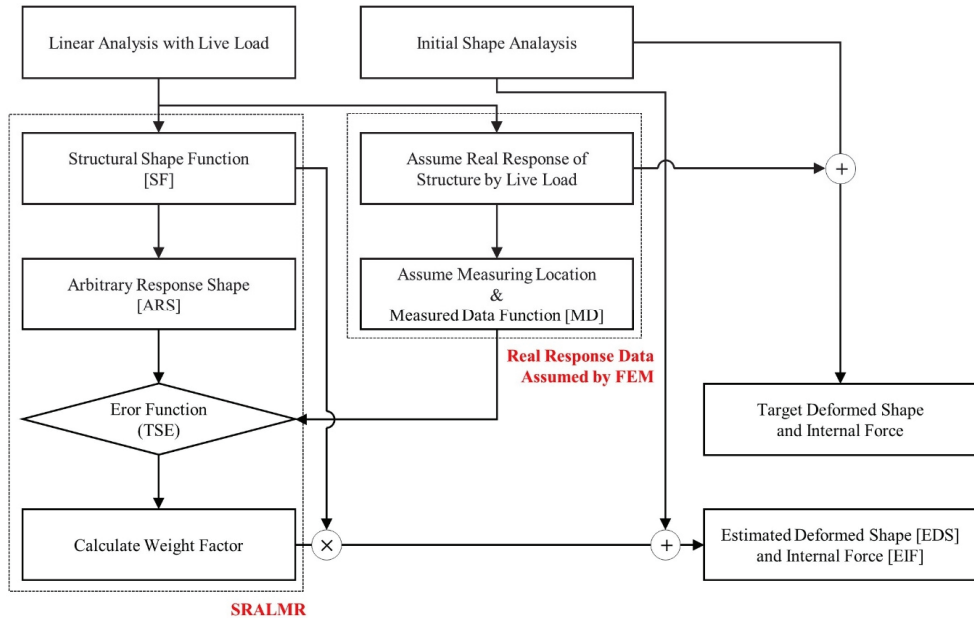 Linear Analysis with Live Load
Initial Shape Analaysis
Structural Shape Function
[SF]
Assume Real Response of
Structure by Live Load
+
Arbitrary Response Shape
[ARS]
Assume Measuring Location
&
Measured Data Function [MD]
Real Response Data
Assumed by FEM
Eror Function
(TSE)
Target Deformed Shape
and Internal Force
Calculate Weight Factor
×
+
Estimated Deformed Shape [EDS]
and Internal Force [EIF]
SRALMR